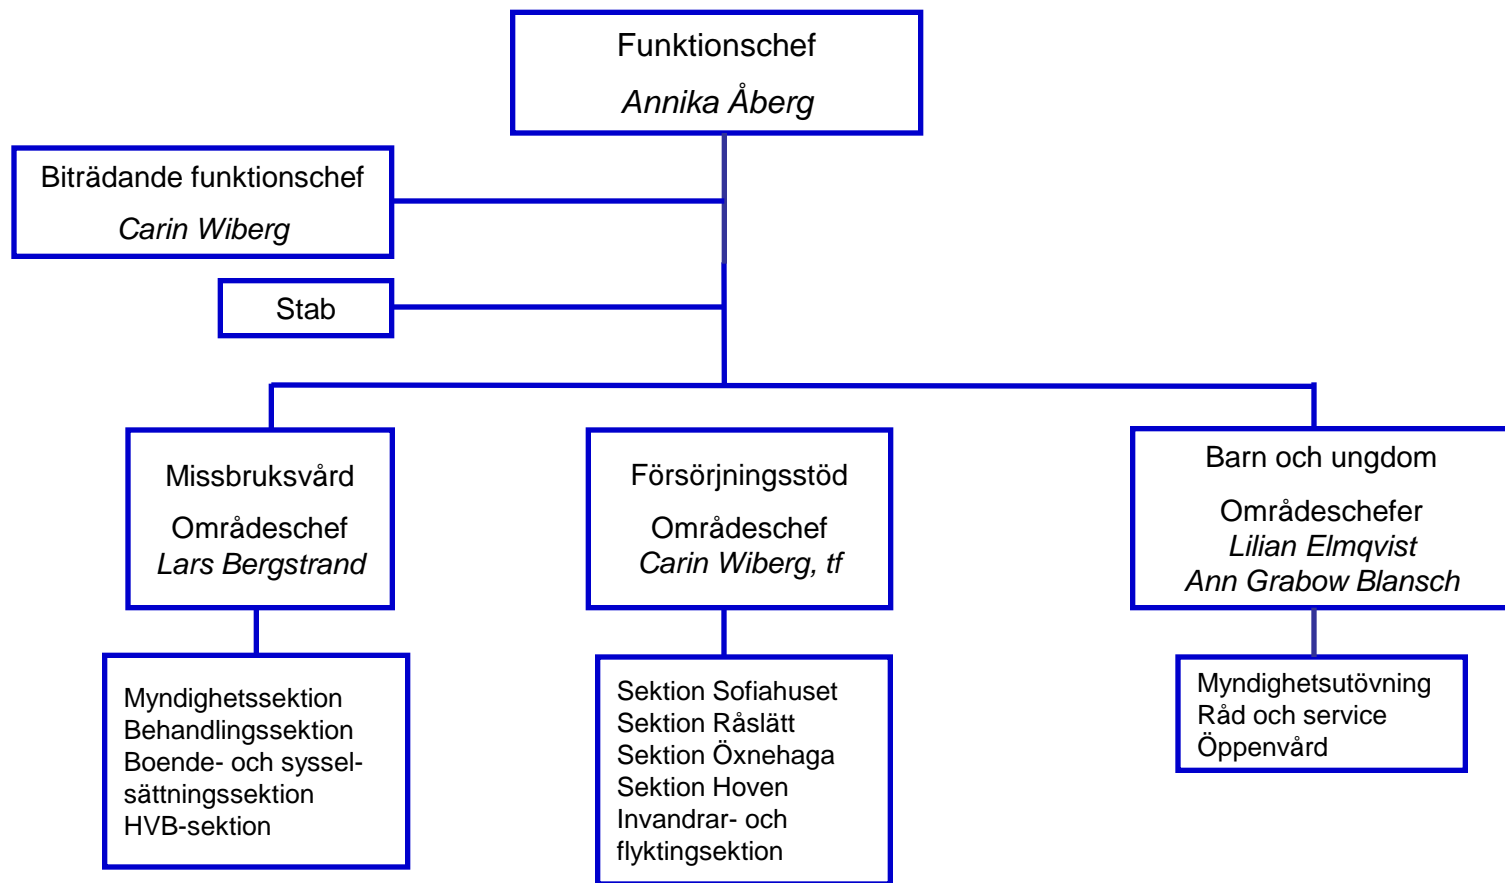 Funktionschef
Annika Åberg
Biträdande funktionschef
Carin Wiberg
Stab
Missbruksvård
Områdeschef
Lars Bergstrand
Försörjningsstöd
Områdeschef
Carin Wiberg, tf
Barn och ungdom
Områdeschefer
Lilian Elmqvist
Ann Grabow Blansch
Myndighetssektion
Behandlingssektion
Boende- och syssel-
sättningssektion
HVB-sektion
Sektion Sofiahuset
Sektion Råslätt
Sektion Öxnehaga
Sektion Hoven
Invandrar- och
flyktingsektion
Myndighetsutövning
Råd och service
Öppenvård